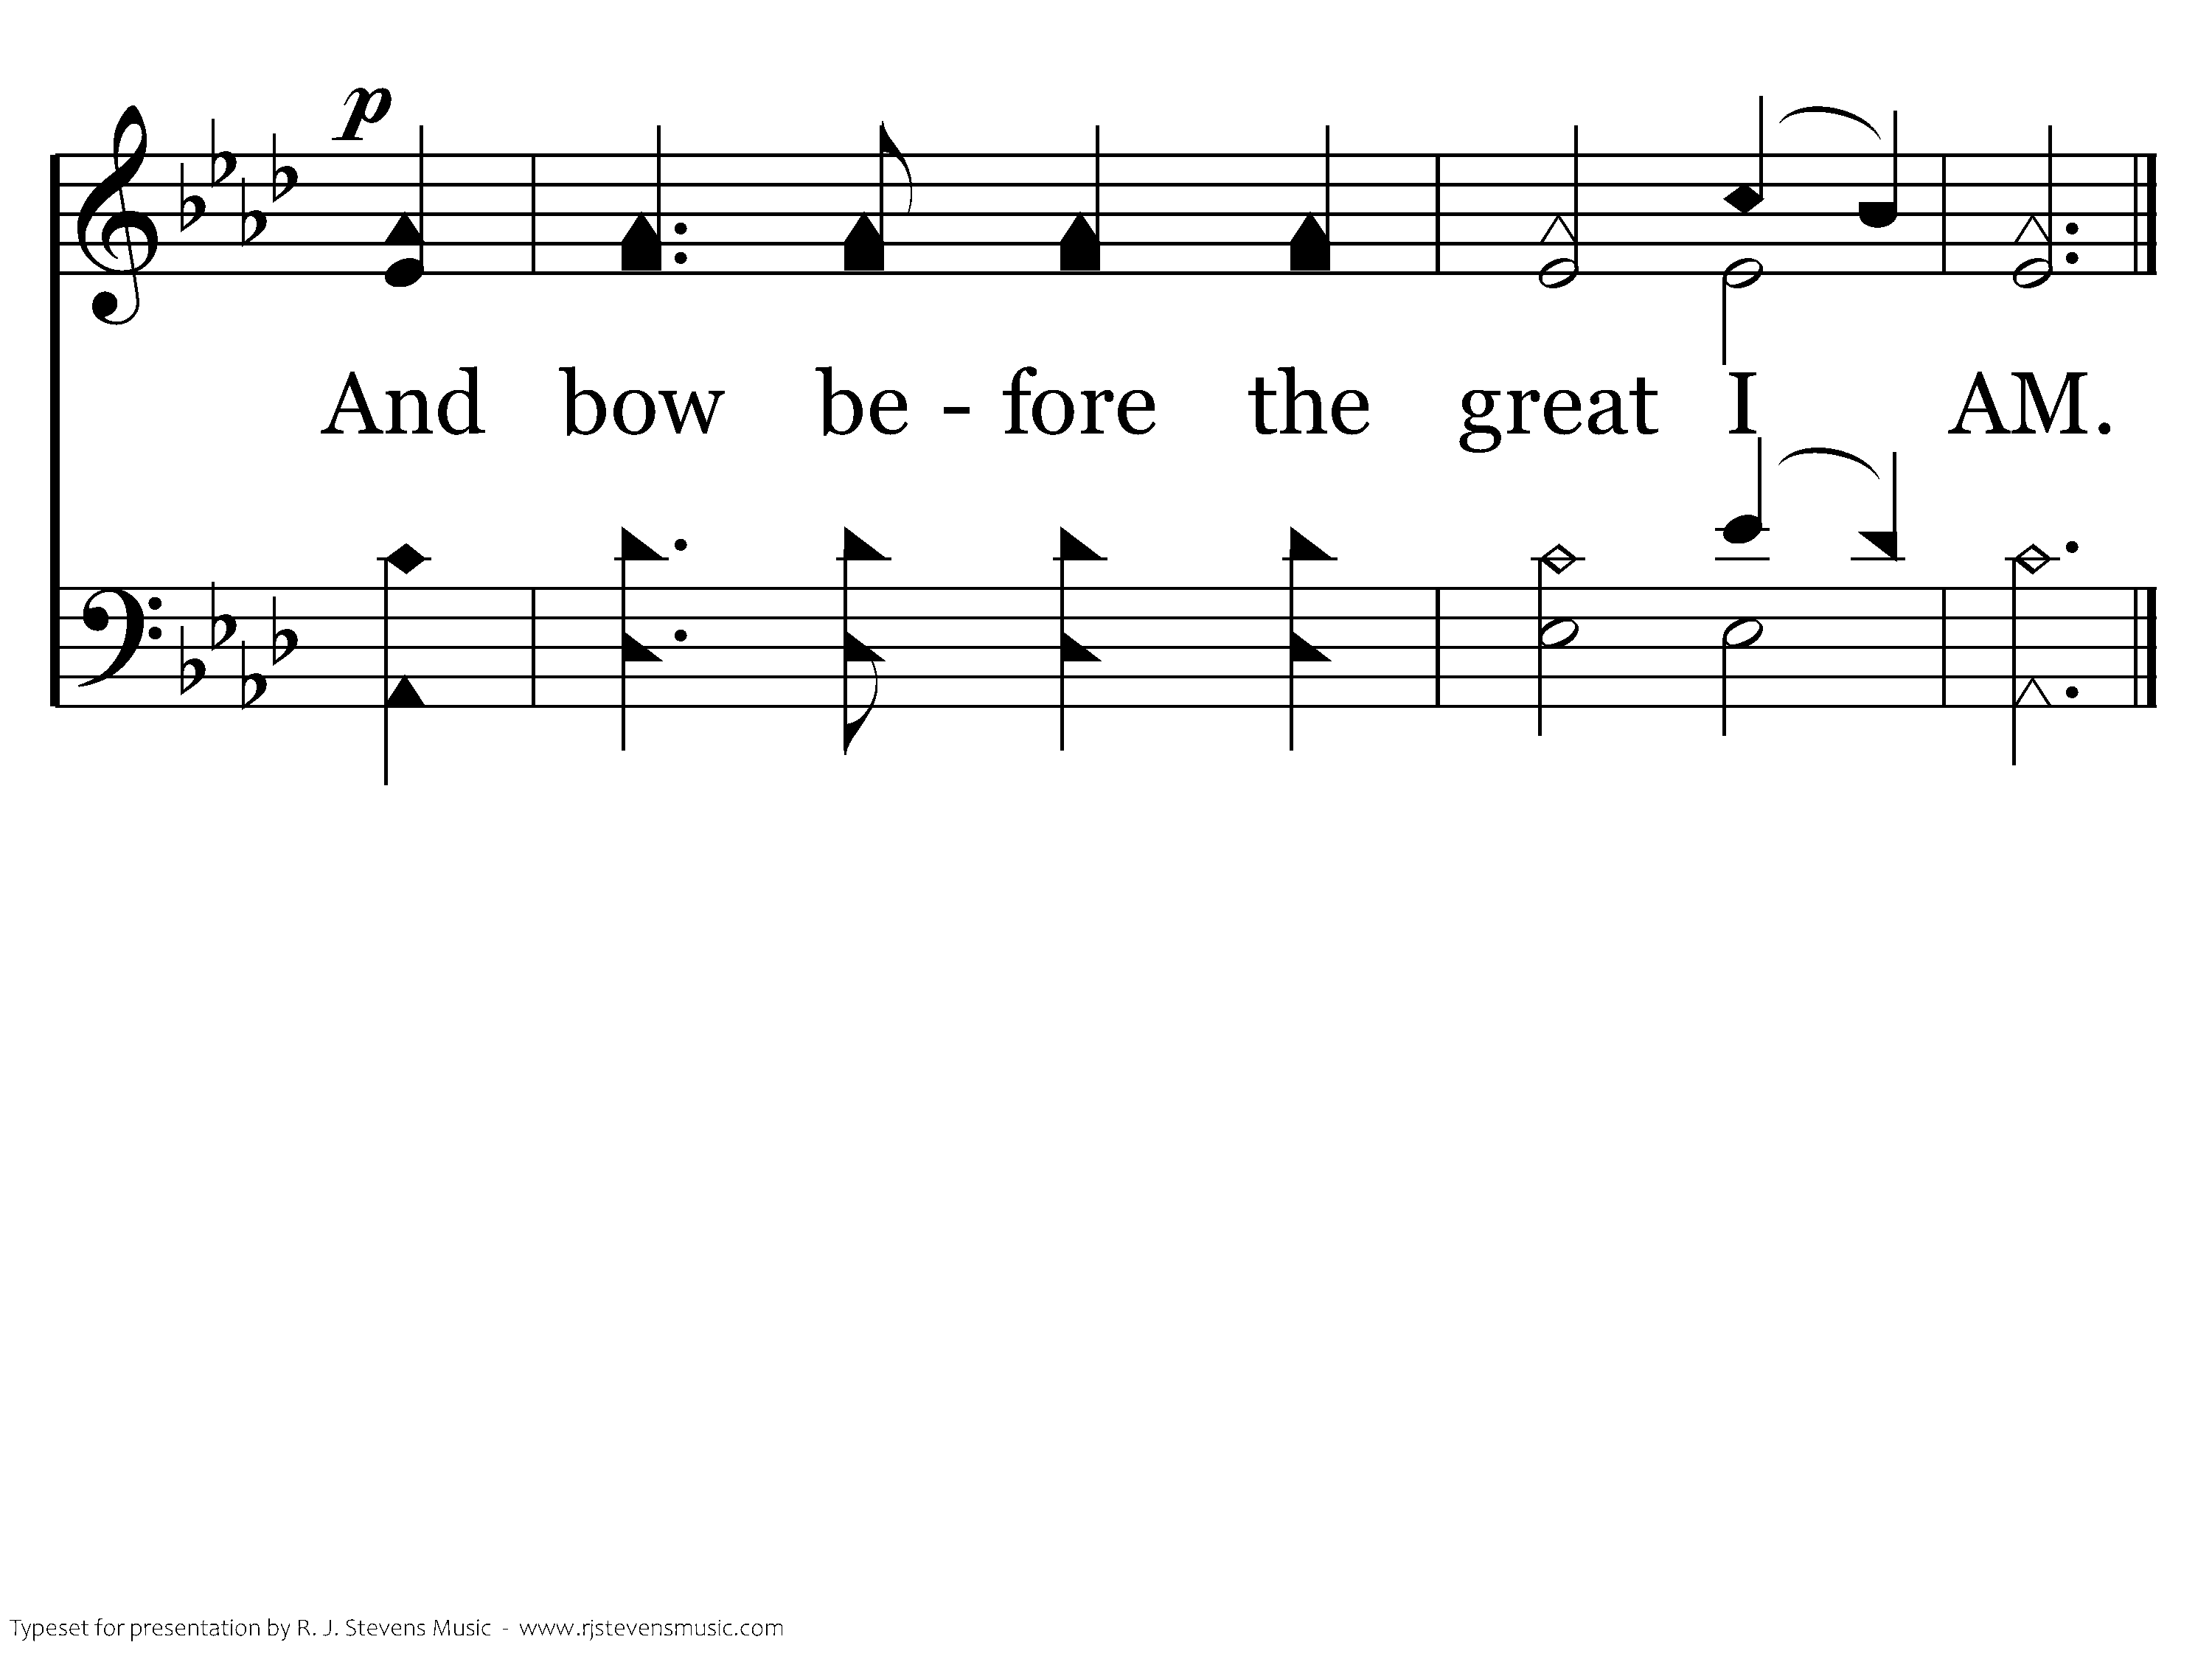 p
And bow be - fore the great I AM.
Typeset for presentation by R. J. Stevens Music - www.rjstevensmusic.com